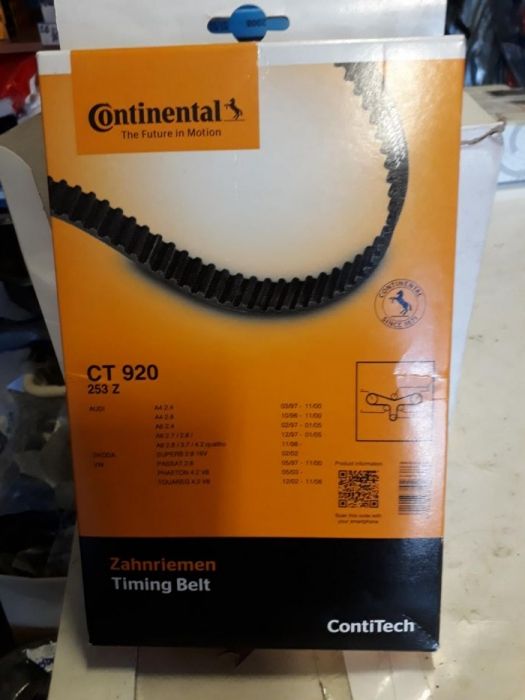 Continental
The Future in Motion
CONTINENTAL
SINCE 1871
CT 920
253 Z
AUDI A4 2.4 03/97 - 11/00
A4 2.8 10/96 - 11/00
A6 2.4 02/97 - 01/05
A6 2.7 / 2.8 / 12/97 - 01/05
A6 2.8 / 3.7 / 4.2 quattro 11/98 -
SKODA SUPERB 2.8 16V 02/02
VW PASSAT 2.8 05/97 - 11/00
PHAETON 4.2 V8 05/03 -
TOUAREG 4.2 V8 12/02 - 11/06
Product information
Scan this code with
your smartphone
Zahnriemen
Timing Belt
ContiTech